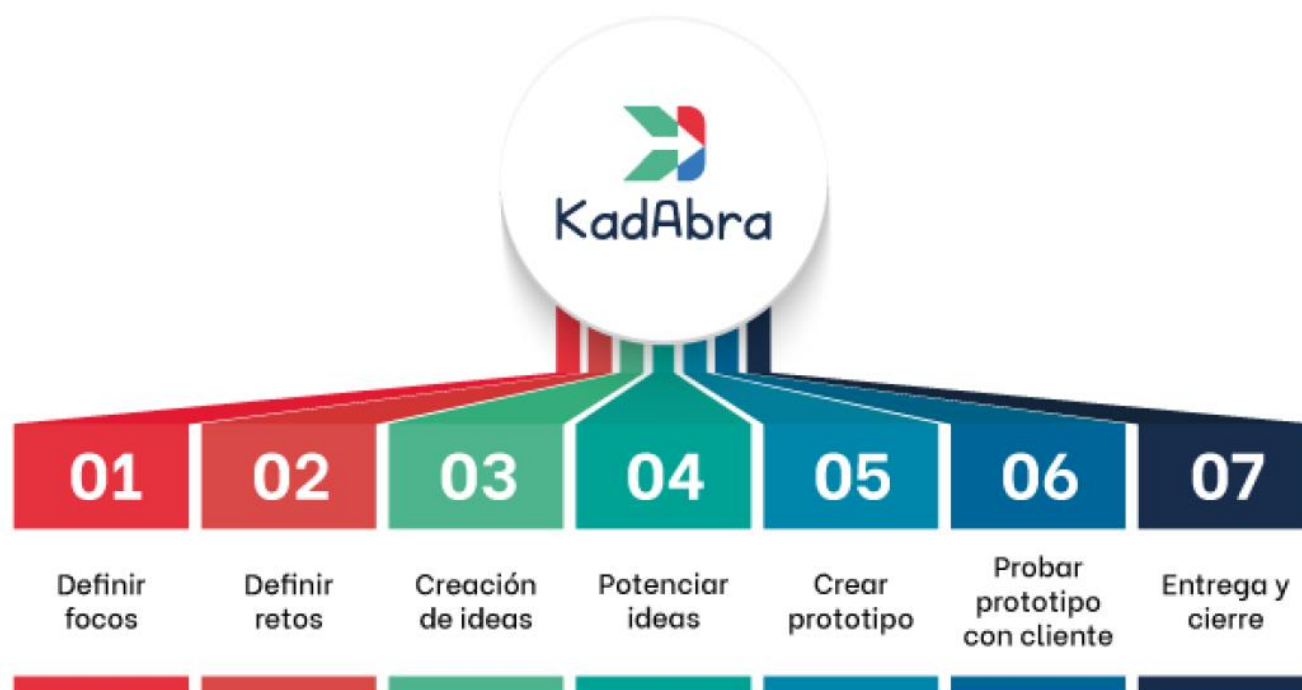 KadAbra
01
02
03
04
05
06
07
Definir
focos
Definir
retos
Creación
de ideas
Potenciar
ideas
Crear
prototipo
Probar
prototipo
con cliente
Entrega y
cierre